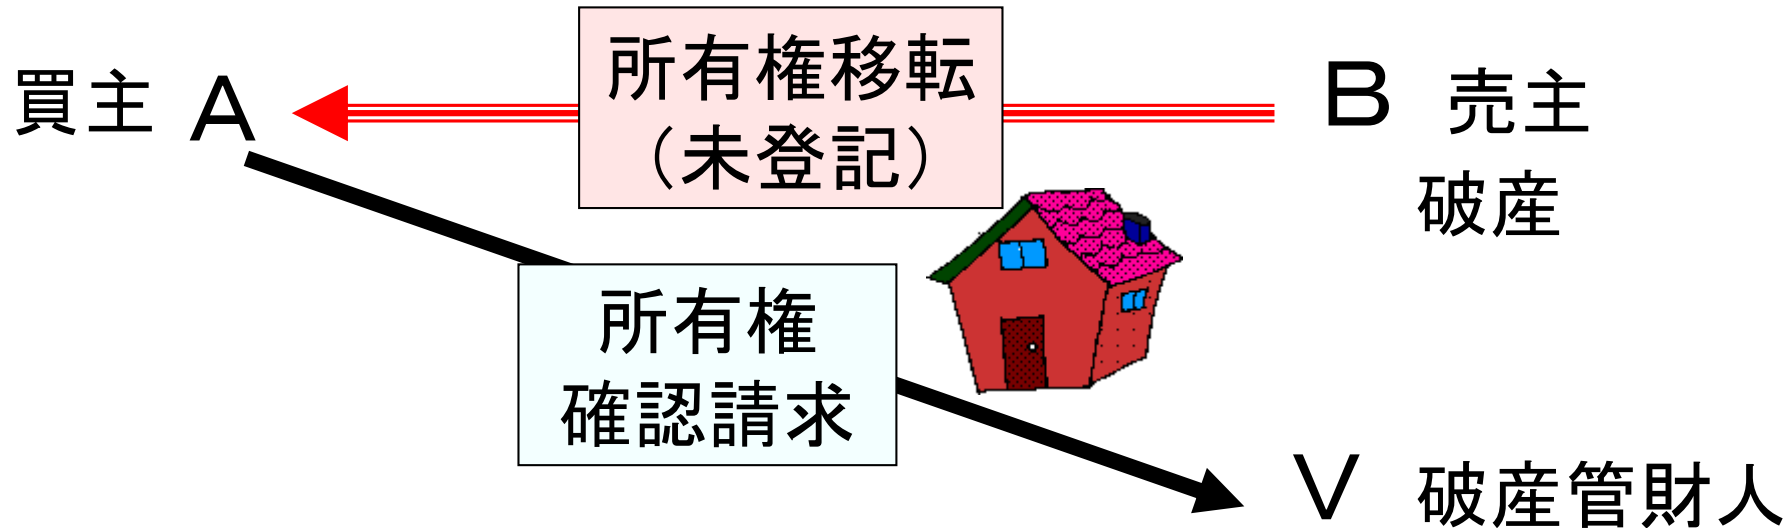 買主 A
所有権移転
（未登記）
B 売主
破産
所有権
確認請求
V 破産管財人